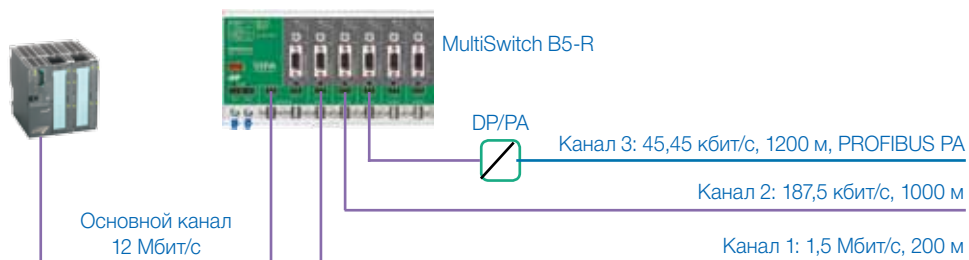 MultiSwitch B5-R
DP/PA
Канал 3: 45,45 кбит/с, 1200 м, PROFIBUS PA
Канал 2: 187,5 кбит/с, 1000 м
Основной канал
12 Мбит/с
Канал 1: 1,5 Мбит/с, 200 м